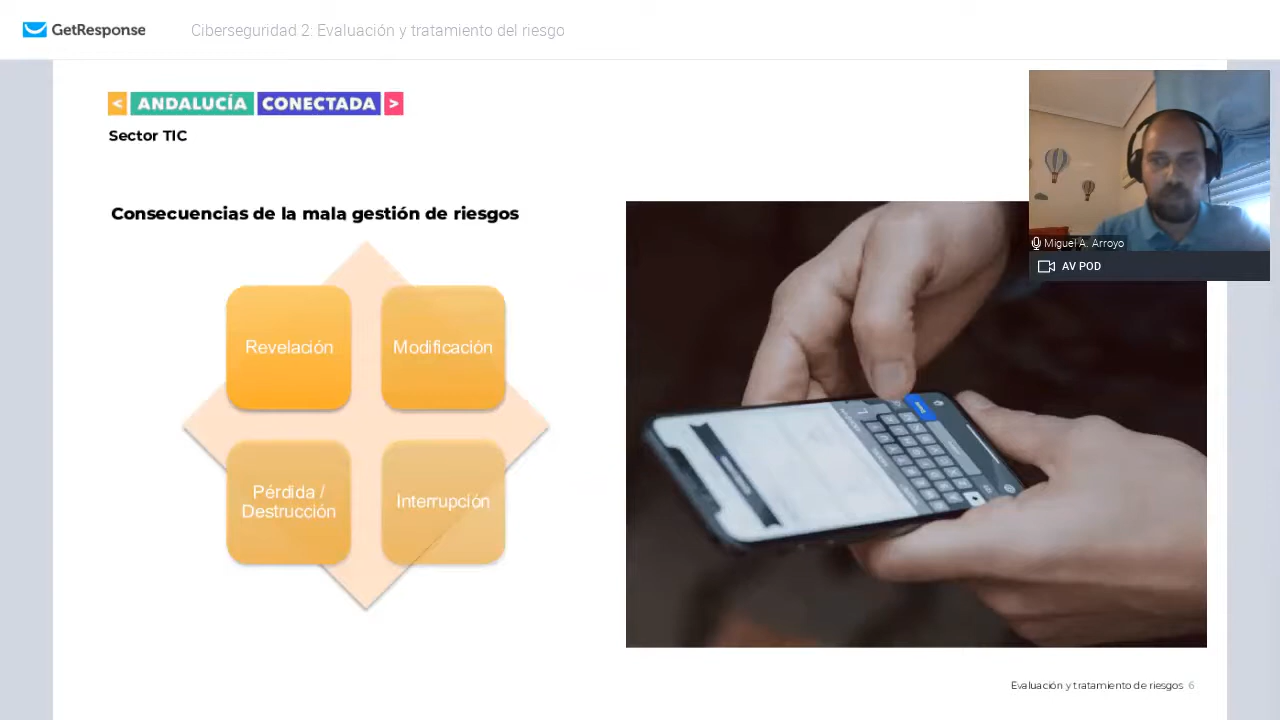 GetResponse
Ciberseguridad 2: Evaluación y tratamiento del riesgo
< ANDALUCÍA CONECTADA >
Sector TIC
Consecuencias de la mala gestión de riesgos
Revelación
Modificación
Pérdida /
Destrucción
Interrupción
Miguel A. Arroyo
AV POD
Evaluación y tratamiento de riesgos 6